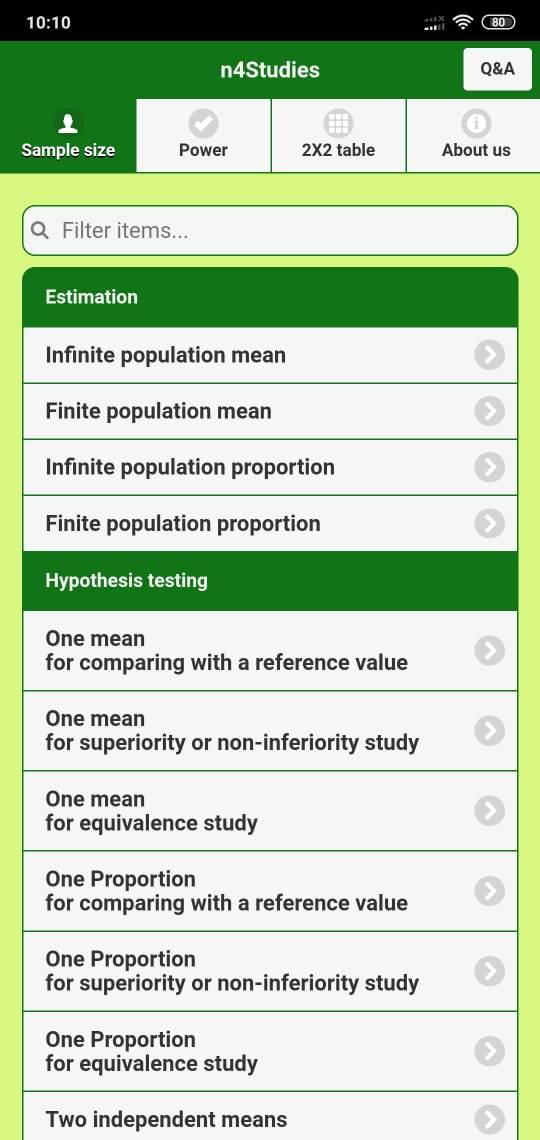 10:10
80
n4Studies
Q&A
Sample size
Power
2X2 table
About us
Filter items...
Estimation
Infinite population mean
Finite population mean
Infinite population proportion
Finite population proportion
Hypothesis testing
One mean
for comparing with a reference value
One mean
for superiority or non-inferiority study
One mean
for equivalence study
One Proportion
for comparing with a reference value
One Proportion
for superiority or non-inferiority study
One Proportion
for equivalence study
Two independent means